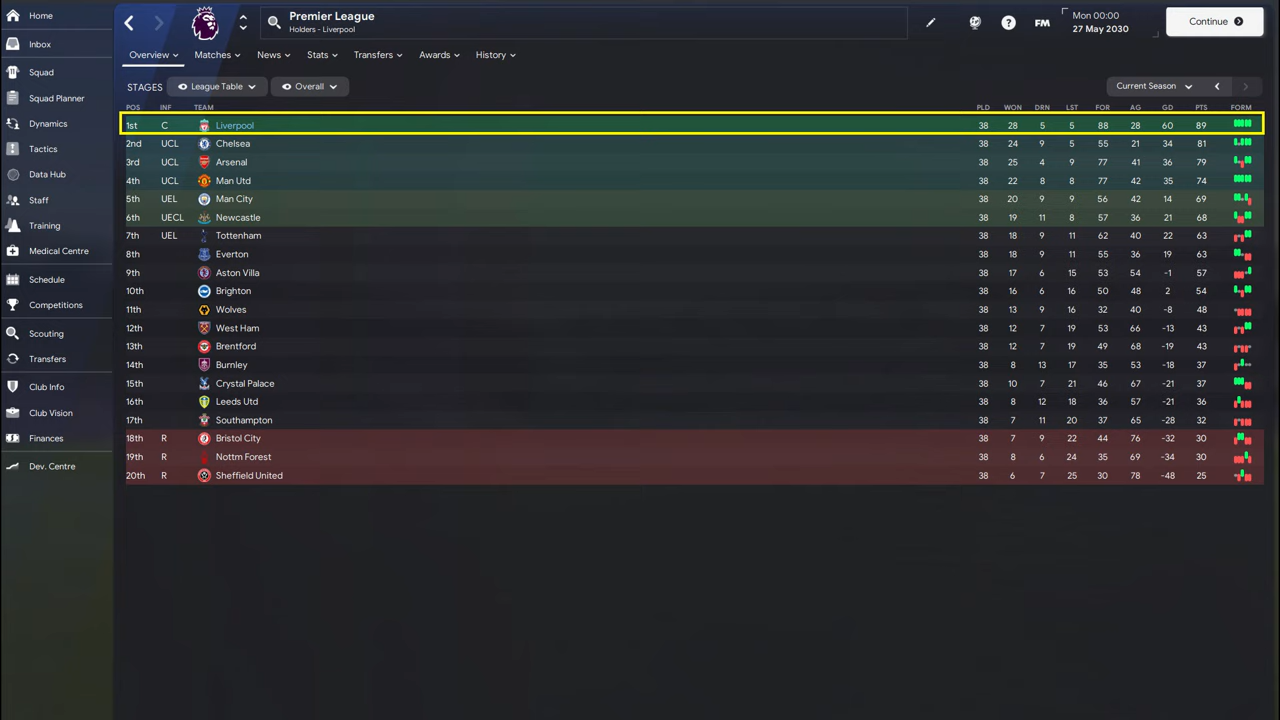 Home
Inbox
Squad
Squad Planner
Dynamics
Tactics
Data Hub
Staff
Training
Medical Centre
Schedule
Competitions
Scouting
Transfers
Club Info
Club Vision
Finances
Dev. Centre
Premier League
Holders - Liverpool
FM
Mon 00:00
27 May 2030
Continue
Overview Matches News Stats Transfers Awards History
STAGES League Table Overall Current Season
POS INF TEAM PLD WON DRN LST FOR AG GD PTS FORM
1st C Liverpool 38 28 5 5 88 28 60 89
2nd UCL Chelsea 38 24 9 5 55 21 34 81
3rd UCL Arsenal 38 25 4 9 77 41 36 79
4th UCL Man Utd 38 22 8 8 77 42 35 74
5th UEL Man City 38 20 9 9 56 42 14 69
6th UECL Newcastle 38 19 11 8 57 36 21 68
7th UEL Tottenham 38 18 9 11 62 40 22 63
8th Everton 38 18 9 11 55 36 19 63
9th Aston Villa 38 17 6 15 53 54 -1 57
10th Brighton 38 16 6 16 50 48 2 54
11th Wolves 38 13 9 16 32 40 -8 48
12th West Ham 38 12 7 19 53 66 -13 43
13th Brentford 38 12 7 19 49 68 -19 43
14th Burnley 38 8 13 17 35 53 -18 37
15th Crystal Palace 38 10 7 21 46 67 -21 37
16th Leeds Utd 38 8 12 18 36 57 -21 36
17th Southampton 38 7 11 20 37 65 -28 32
18th R Bristol City 38 7 9 22 44 76 -32 30
19th R Nottm Forest 38 8 6 24 35 69 -34 30
20th R Sheffield United 38 6 7 25 30 78 -48 25